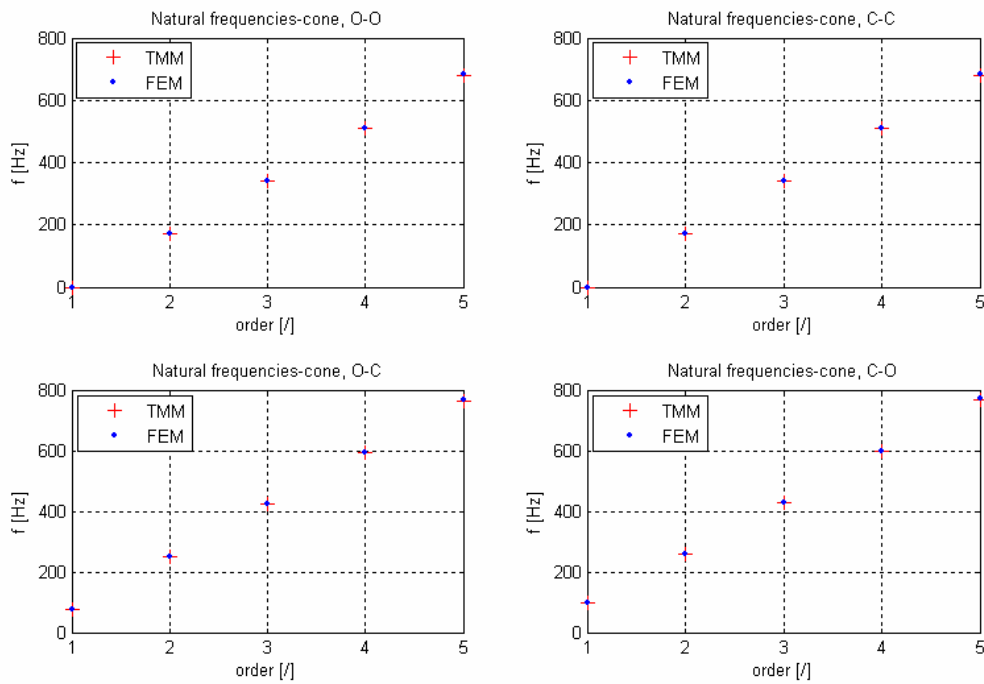 Natural frequencies-cone, O-O
800
600
400
200
0
f [Hz]
TMM
FEM
1 2 3 4 5
order [/]
Natural frequencies-cone, C-C
800
600
400
200
0
f [Hz]
TMM
FEM
1 2 3 4 5
order [/]
Natural frequencies-cone, O-C
800
600
400
200
0
f [Hz]
TMM
FEM
1 2 3 4 5
order [/]
Natural frequencies-cone, C-O
800
600
400
200
0
f [Hz]
TMM
FEM
1 2 3 4 5
order [/]